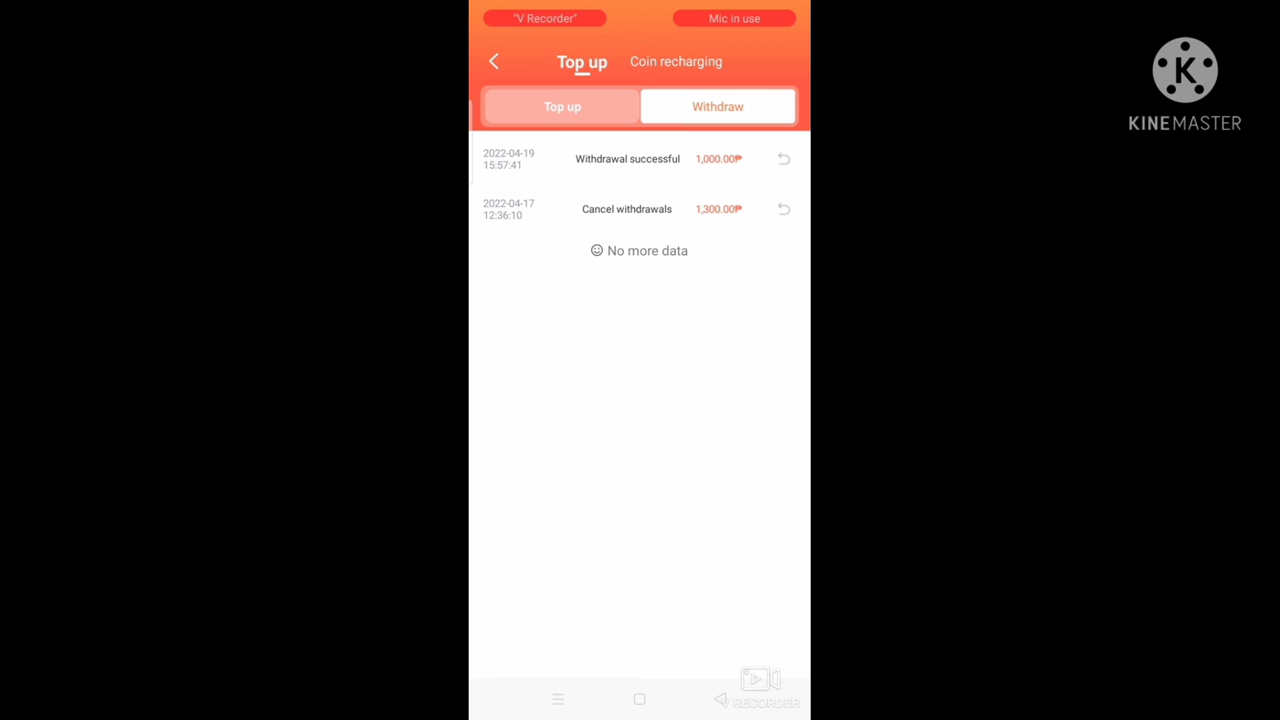 "V Recorder"
Mic in use
Top up
Coin recharging
Top up
Withdraw
2022-04-19
15:57:41
Withdrawal successful
1,000.00₱
2022-04-17
12:36:10
Cancel withdrawals
1,300.00₱
No more data
K
KINEMASTER
V RECORDER